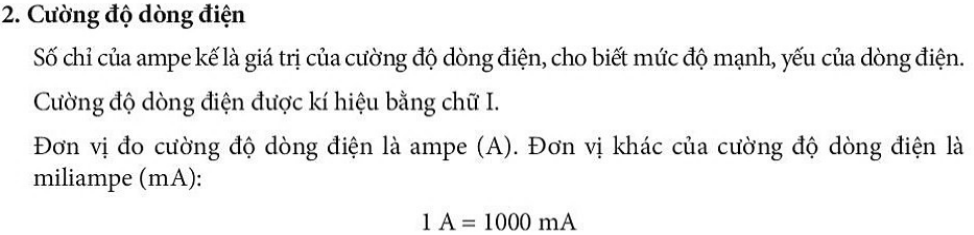 2. Cường độ dòng điện
Số chỉ của ampe kế là giá trị của cường độ dòng điện, cho biết mức độ mạnh, yếu của dòng điện.
Cường độ dòng điện được kí hiệu bằng chữ I.
Đơn vị đo cường độ dòng điện là ampe (A). Đơn vị khác của cường độ dòng điện là
miliampe (mA):
1 A = 1000 mA